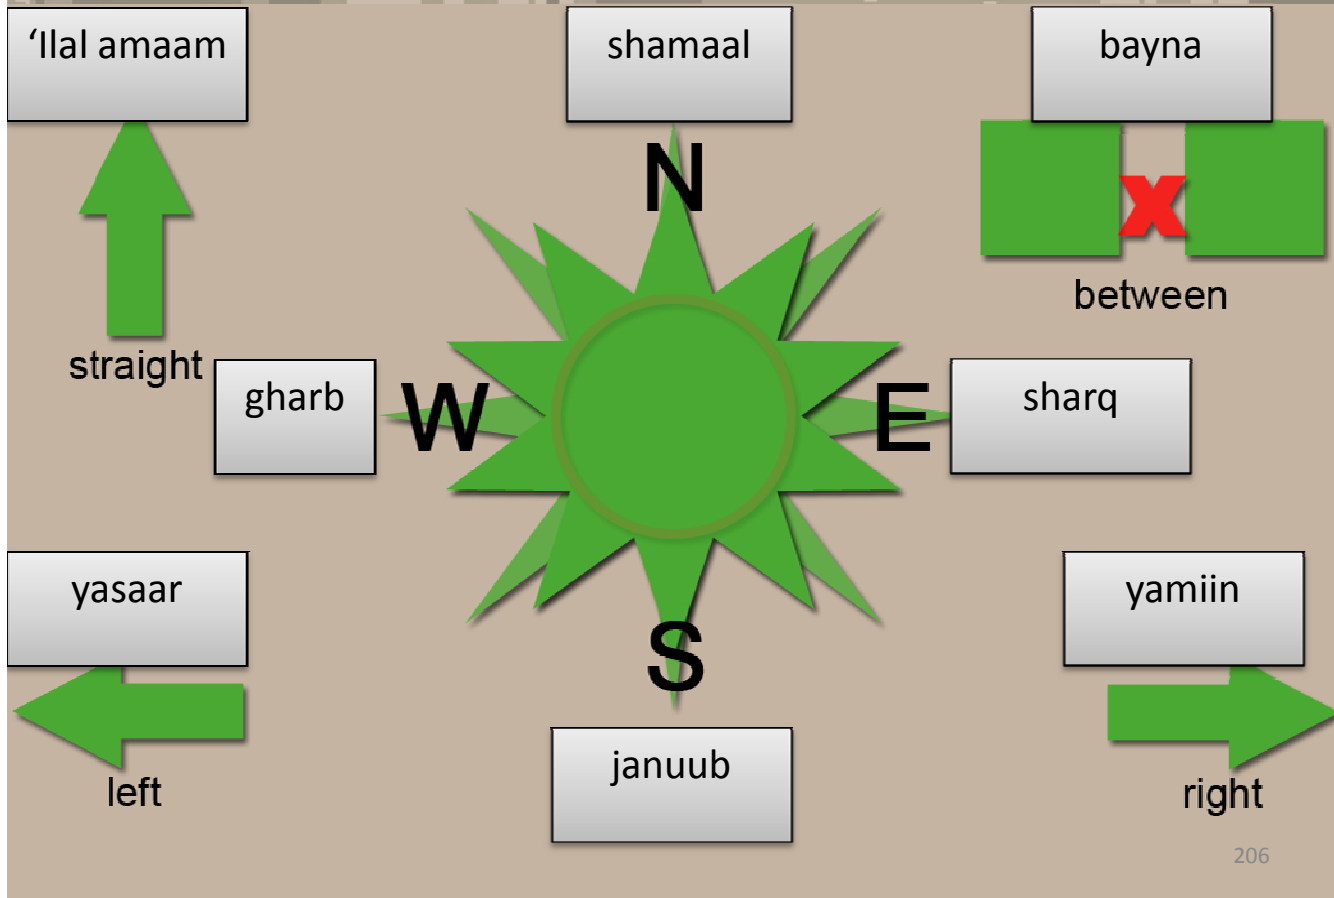 ‘Ilal amaam
shamaal
bayna
N
between
straight
gharb
W
E
sharq
yasaar
yamiin
S
januub
left
right
206